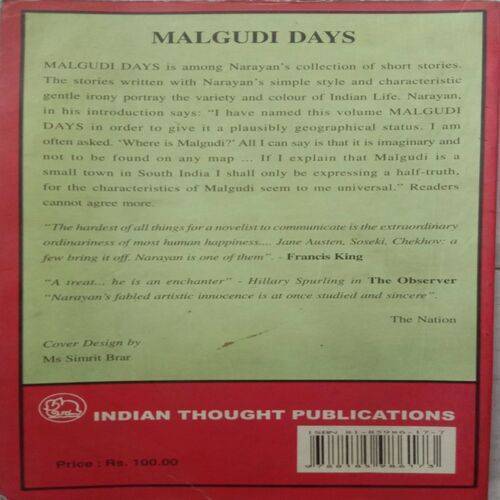 MALGUDI DAYS
MALGUDI DAYS is among Narayan's collection of short stories.
The stories written with Narayan's simple style and characteristic
gentle irony portray the variety and colour of Indian Life. Narayan,
in his introduction says: "I have named this volume MALGUDI
DAYS in order to give it a plausibly geographical status. I am
often asked. 'Where is Malgudi?' All I can say is that it is imaginary and
not to be found on any map ... If I explain that Malgudi is a
small town in South India I shall only be expressing a half-truth,
for the characteristics of Malgudi seem to me universal." Readers
cannot agree more.
"The hardest of all things for a novelist to communicate is the extraordinary
ordinariness of most human happiness.... Jane Austen, Soseki, Chekhov: a
few bring it off. Narayan is one of them". - Francis King
"A treat... he is an enchanter" - Hillary Spurling in The Observer
"Narayan's fabled artistic innocence is at once studied and sincere".
The Nation
Cover Design by
Ms Simrit Brar
INDIAN THOUGHT PUBLICATIONS
ISBN 81-85986-17-7
Price : Rs. 100.00
9788185986173